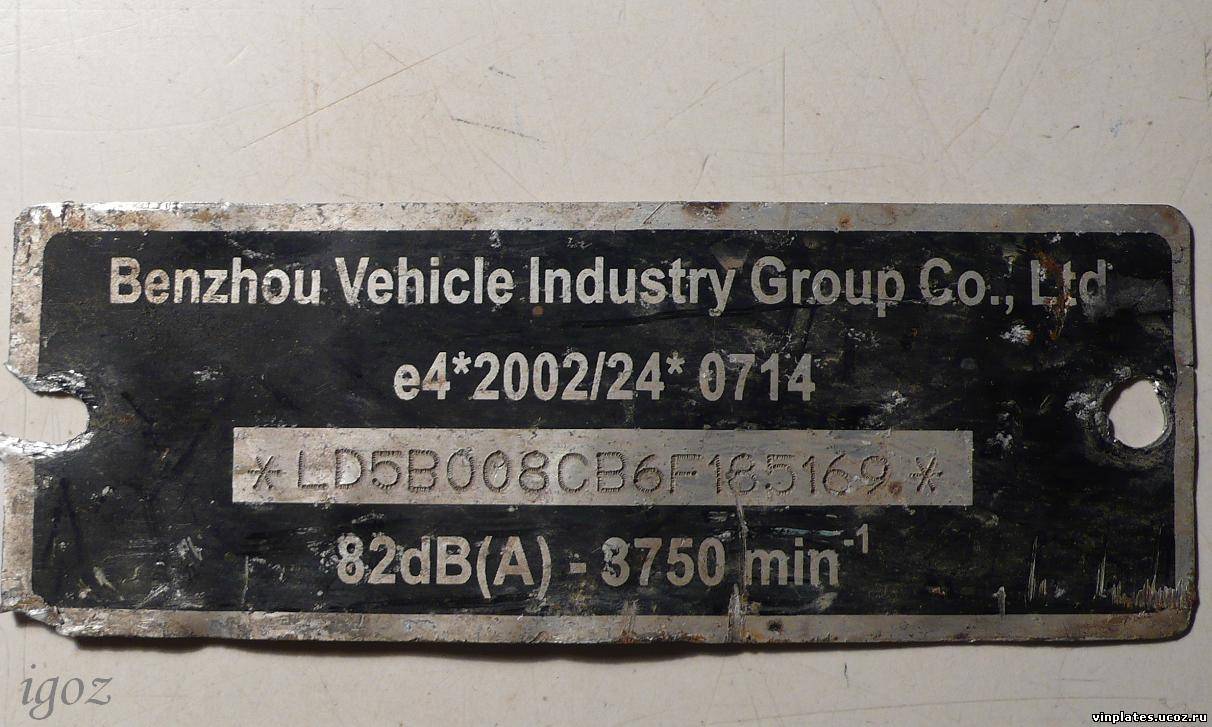 Benzhou Vehicle Industry Group Co., Ltd
e4*2002/24* 0714
*LD5B008CB6F185169*
82dB(A) - 3750 min⁻¹
igoz
vinplates.ucoz.ru